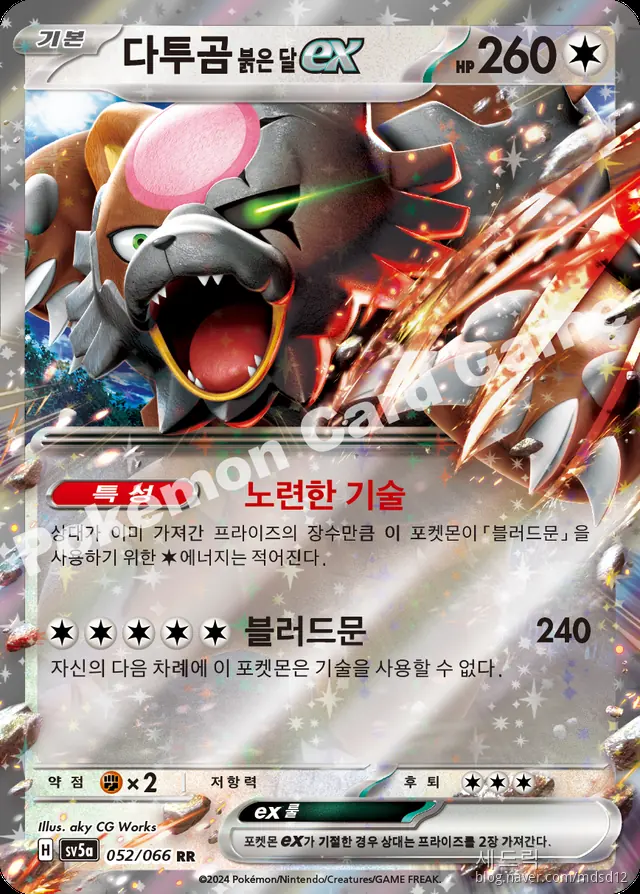 기본 다투곰 붉은 달 ex HP 260
특성 노련한 기술
상대가 이미 가져간 프라이즈의 장수만큼 이 포켓몬이 「블러드문」을
사용하기 위한 에너지는 적어진다.
블러드문 240
자신의 다음 차례에 이 포켓몬은 기술을 사용할 수 없다.
약점 ×2 저항력 후퇴
ex 룰
포켓몬 ex가 기절한 경우 상대는 프라이즈를 2장 가져간다.
Illus. aky CG Works
H sv5a 052/066 RR
©2024 Pokémon/Nintendo/Creatures/GAME FREAK.
Pokémon Card Game
세드릭
blog.naver.com/mdsd12